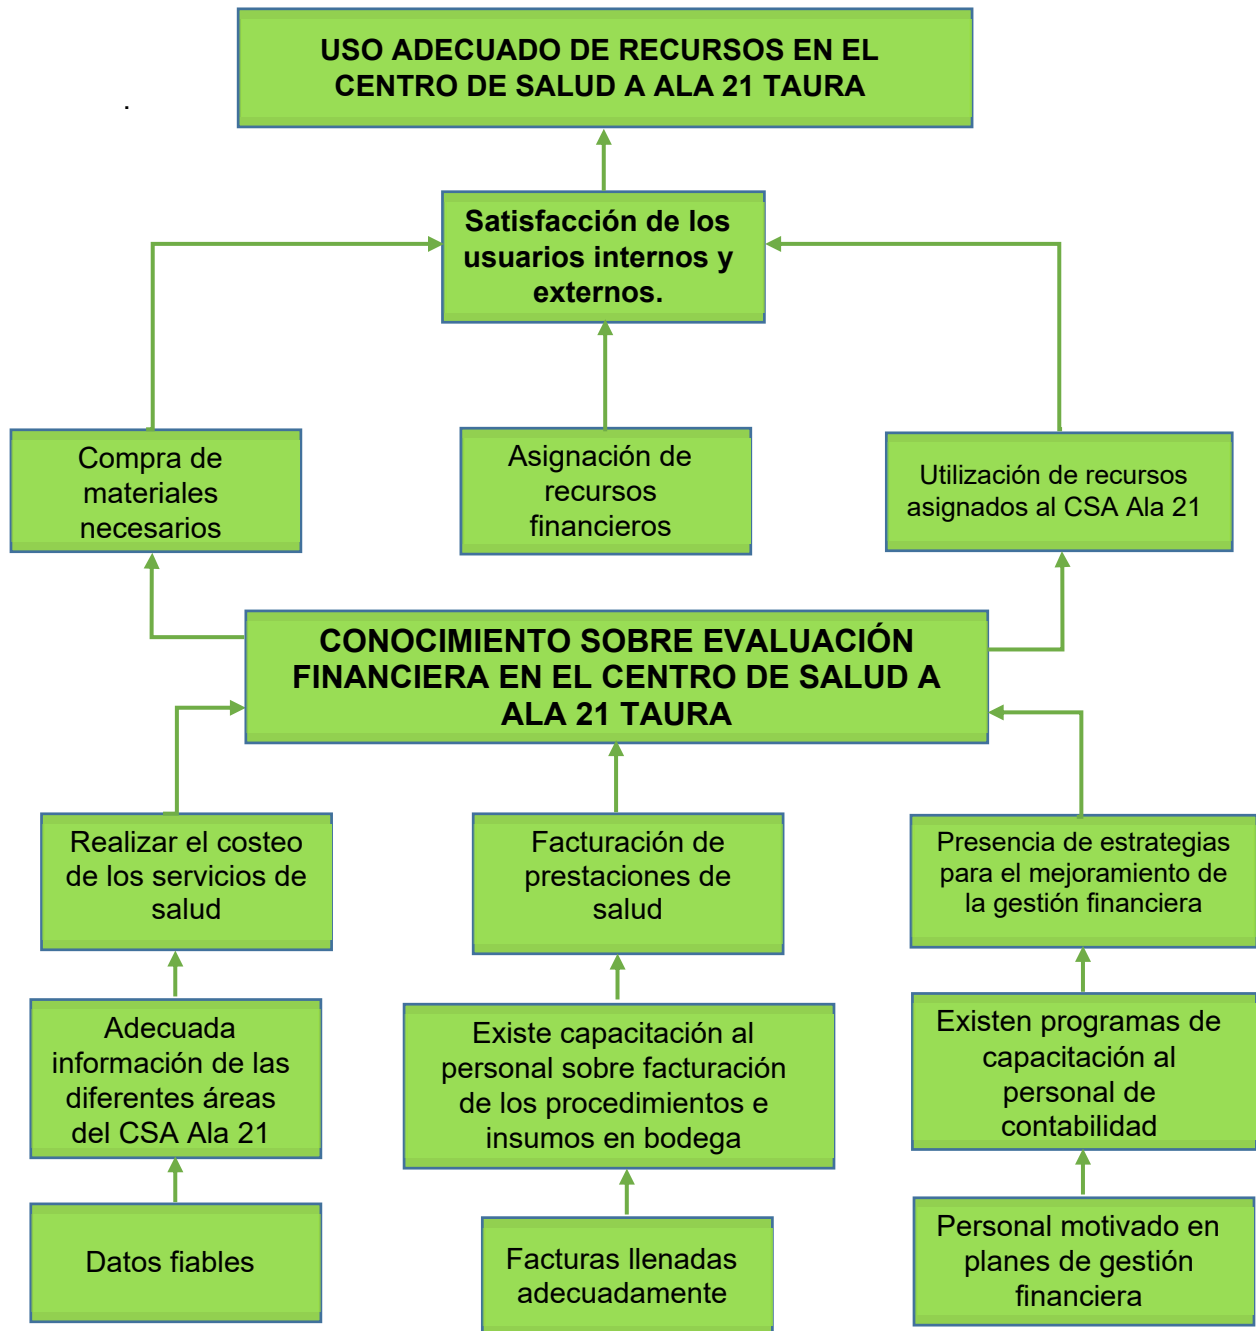 USO ADECUADO DE RECURSOS EN EL
CENTRO DE SALUD A ALA 21 TAURA
.
Satisfacción de los
usuarios internos y
externos.
Compra de
materiales
necesarios
Asignación de
recursos
financieros
Utilización de recursos
asignados al CSA Ala 21
CONOCIMIENTO SOBRE EVALUACIÓN
FINANCIERA EN EL CENTRO DE SALUD A
ALA 21 TAURA
Realizar el costeo
de los servicios de
salud
Facturación de
prestaciones de
salud
Presencia de estrategias
para el mejoramiento de
la gestión financiera
Adecuada
información de las
diferentes áreas
del CSA Ala 21
Existe capacitación al
personal sobre facturación
de los procedimientos e
insumos en bodega
Existen programas de
capacitación al
personal de
contabilidad
Datos fiables
Facturas llenadas
adecuadamente
Personal motivado en
planes de gestión
financiera